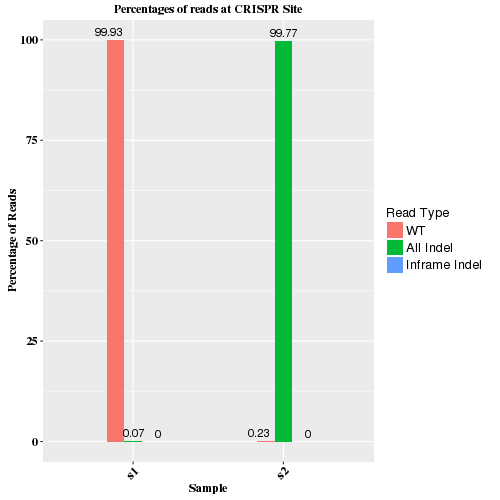 Percentages of reads at CRISPR Site
99.93
99.77
100
75
50
25
0
Percentage of Reads
0.07
0
0.23
0
s1
s2
Sample
Read Type
WT
All Indel
Inframe Indel